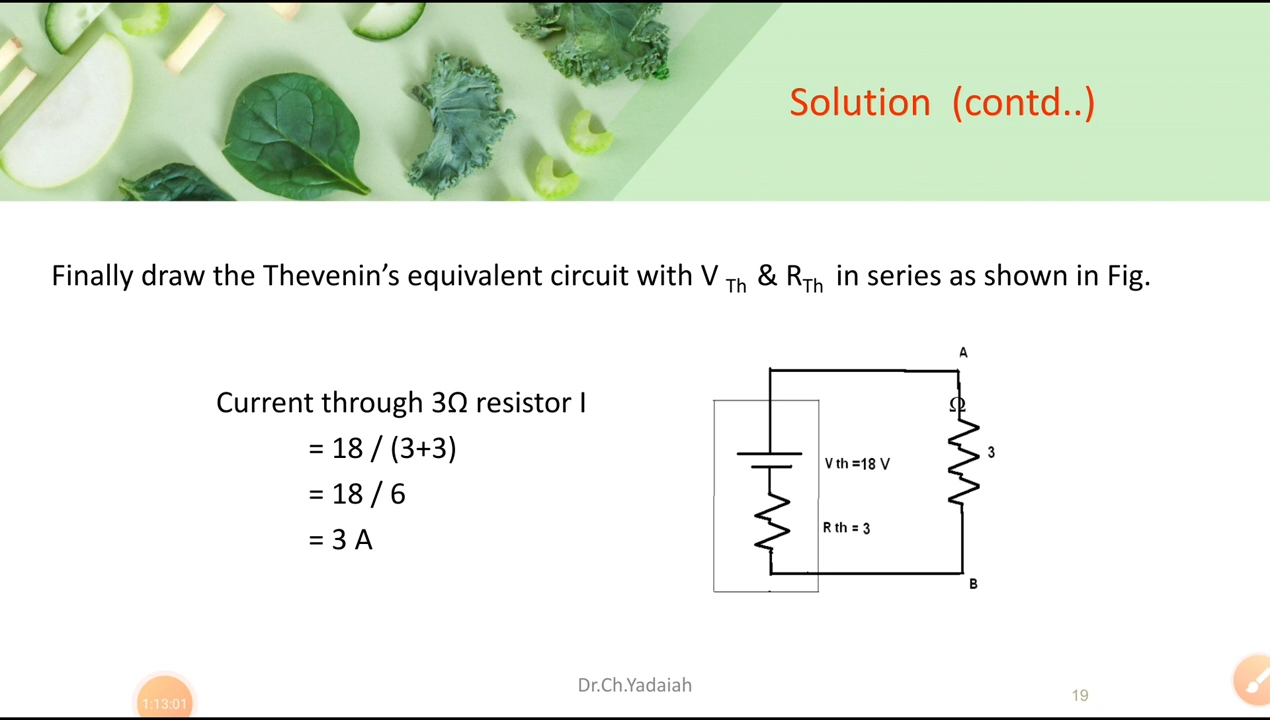 Solution (contd..)
Finally draw the Thevenin’s equivalent circuit with V Th & RTh in series as shown in Fig.
Current through 3Ω resistor I
= 18 / (3+3)
= 18 / 6
= 3 A
A
Ω
3
V th =18 V
R th = 3
B
Dr.Ch.Yadaiah
19
1:13:01